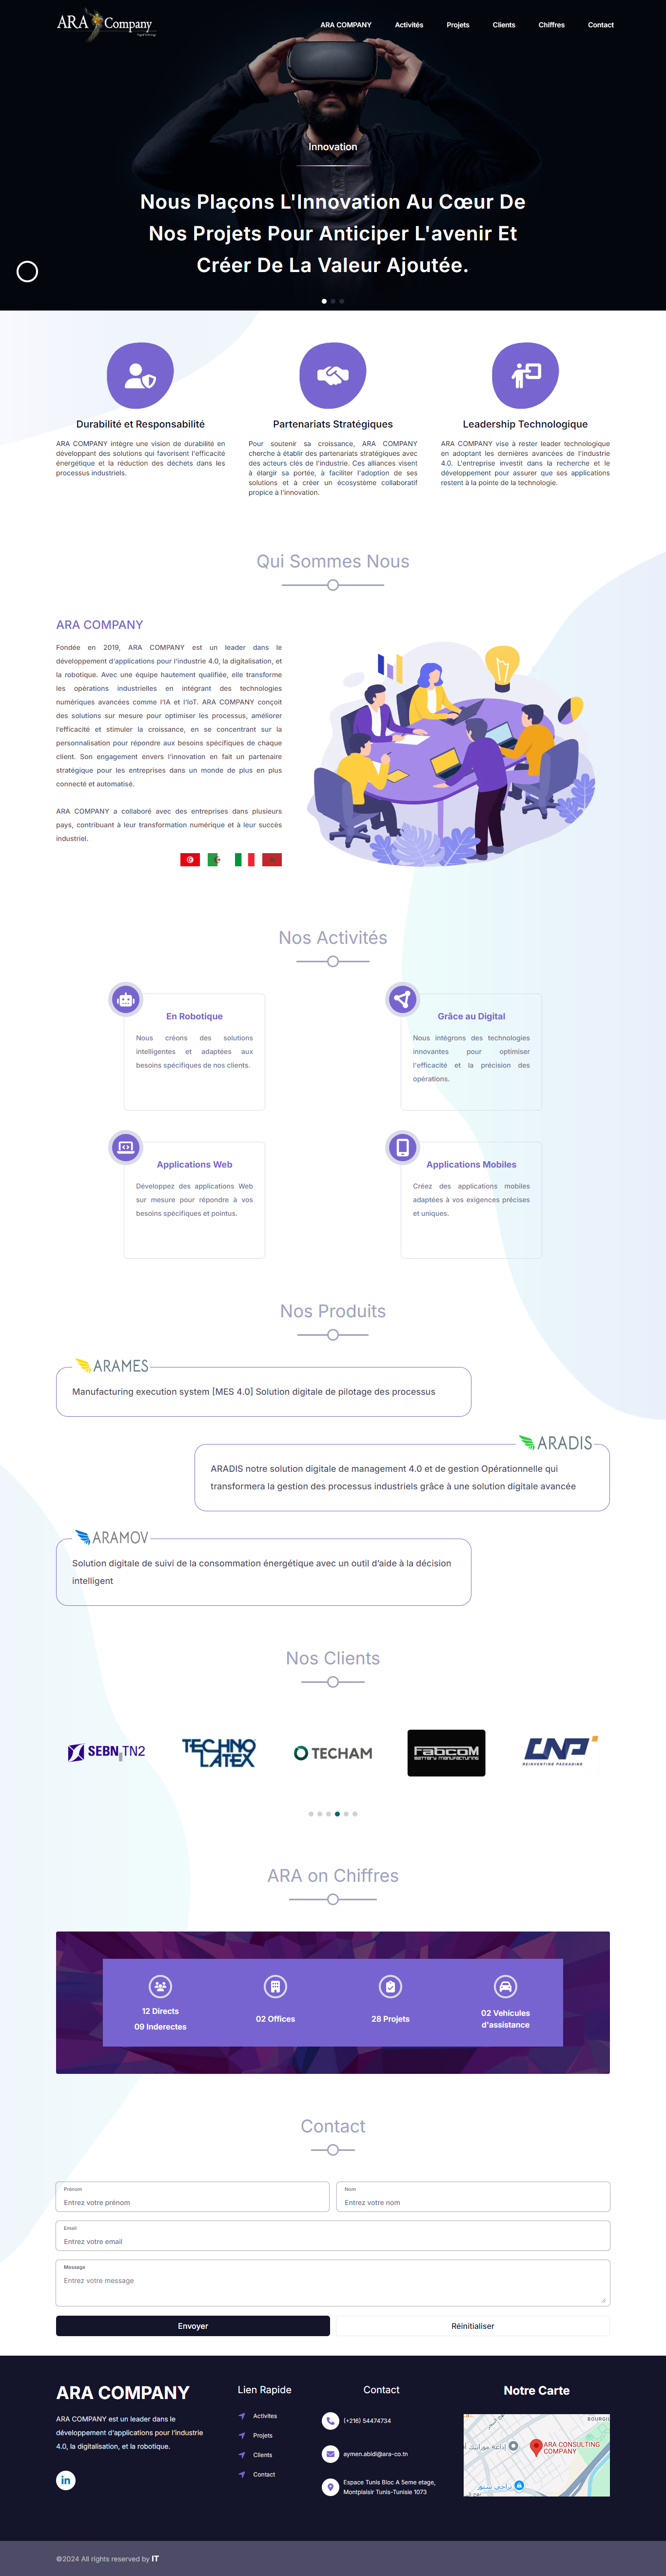 ARA Company
ARA COMPANY Activités Projets Clients Chiffres Contact
Innovation
Nous Plaçons L'Innovation Au Cœur De
Nos Projets Pour Anticiper L'avenir Et
Créer De La Valeur Ajoutée.
Durabilité et Responsabilité
ARA COMPANY intègre une vision de durabilité en
développant des solutions qui favorisent l'efficacité
énergétique et la réduction des déchets dans les
processus industriels.
Partenariats Stratégiques
Pour soutenir sa croissance, ARA COMPANY
cherche à établir des partenariats stratégiques avec
des acteurs clés de l'industrie. Ces alliances visent
à élargir sa portée, à faciliter l'adoption de ses
solutions et à créer un écosystème collaboratif
propice à l'innovation.
Leadership Technologique
ARA COMPANY vise à rester leader technologique
en adoptant les dernières avancées de l'industrie
4.0. L'entreprise investit dans la recherche et le
développement pour assurer que ses applications
restent à la pointe de la technologie.
Qui Sommes Nous
ARA COMPANY
Fondée en 2019, ARA COMPANY est un leader dans le
développement d'applications pour l'industrie 4.0, la digitalisation, et
la robotique. Avec une équipe hautement qualifiée, elle transforme
les opérations industrielles en intégrant des technologies
numériques avancées comme l'IA et l'IoT. ARA COMPANY conçoit
des solutions sur mesure pour optimiser les processus, améliorer
l'efficacité et stimuler la croissance, en se concentrant sur la
personnalisation pour répondre aux besoins spécifiques de chaque
client. Son engagement envers l'innovation en fait un partenaire
stratégique pour les entreprises dans un monde de plus en plus
connecté et automatisé.
ARA COMPANY a collaboré avec des entreprises dans plusieurs
pays, contribuant à leur transformation numérique et à leur succès
industriel.
Nos Activités
En Robotique
Nous créons des solutions
intelligentes et adaptées aux
besoins spécifiques de nos clients.
Grâce au Digital
Nous intégrons des technologies
innovantes pour optimiser
l'efficacité et la précision des
opérations.
Applications Web
Développez des applications Web
sur mesure pour répondre à vos
besoins spécifiques et pointus.
Applications Mobiles
Créez des applications mobiles
adaptées à vos exigences précises
et uniques.
Nos Produits
ARAMES
Manufacturing execution system [MES 4.0] Solution digitale de pilotage des processus
ARADIS
ARADIS notre solution digitale de management 4.0 et de gestion Opérationnelle qui
transformera la gestion des processus industriels grâce à une solution digitale avancée
ARAMOV
Solution digitale de suivi de la consommation énergétique avec un outil d'aide à la décision
intelligent
Nos Clients
SEBN TN2
TECHNO
LATEX
TECHAM
FabcoM
BATTERY MANUFACTURING
CNP
REINVENTING PACKAGING
ARA on Chiffres
12 Directs
09 Inderectes
02 Offices
28 Projets
02 Vehicules
d'assistance
Contact
Prénom
Entrez votre prénom
Nom
Entrez votre nom
Email
Entrez votre email
Message
Entrez votre message
Envoyer
Réinitialiser
ARA COMPANY
ARA COMPANY est un leader dans le
développement d'applications pour l'industrie
4.0, la digitalisation, et la robotique.
in
Lien Rapide
Activites
Projets
Clients
Contact
Contact
(+216) 54474734
aymen.abidi@ara-co.tn
Espace Tunis Bloc A 5eme etage,
Montplaisir Tunis-Tunisie 1073
Notre Carte
BOURGIL
ARA CONSULTING
COMPANY
©2024 All rights reserved by IT